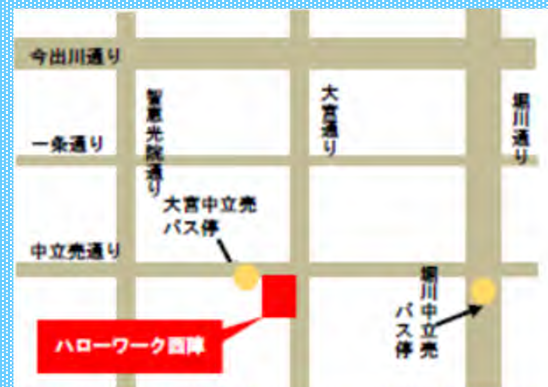 今出川通り
智恵光院通り
大宮通り
堀川通り
一条通り
大宮中立売
バス停
中立売通り
堀川中立売
バス停
ハローワーク西陣